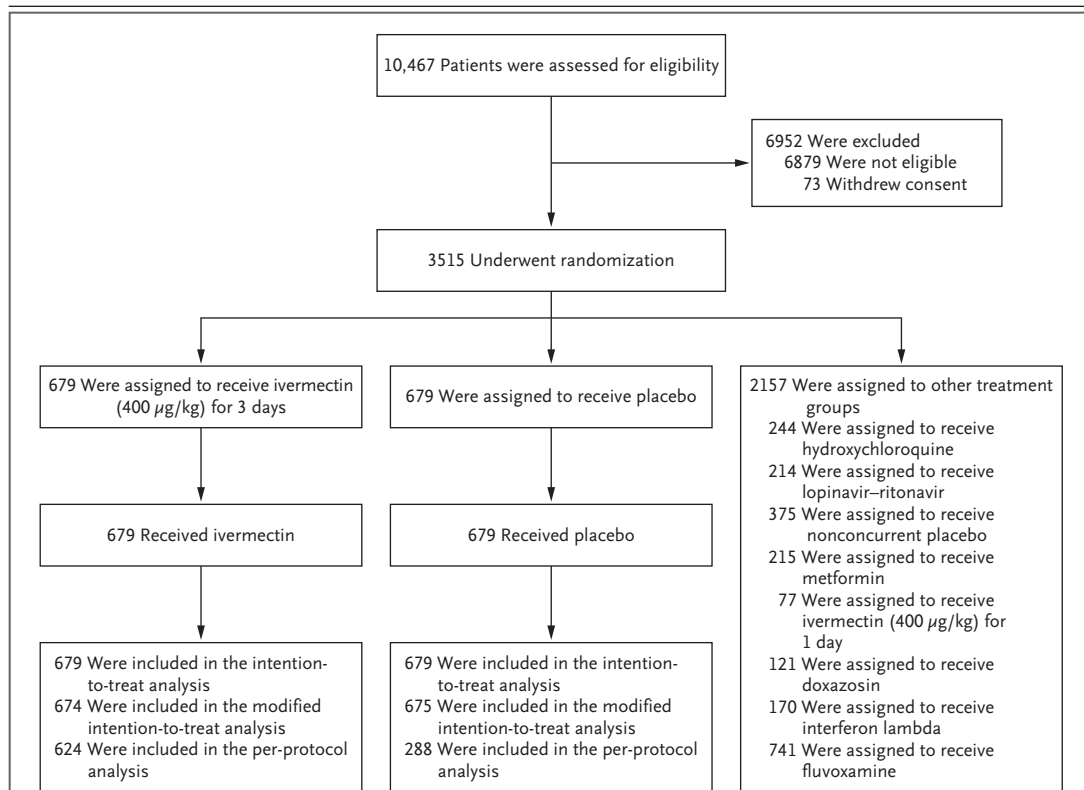 10,467 Patients were assessed for eligibility
6952 Were excluded
6879 Were not eligible
73 Withdrew consent
3515 Underwent randomization
679 Were assigned to receive ivermectin
(400 µg/kg) for 3 days
679 Were assigned to receive placebo
2157 Were assigned to other treatment
groups
244 Were assigned to receive
hydroxychloroquine
214 Were assigned to receive
lopinavir–ritonavir
375 Were assigned to receive
nonconcurrent placebo
215 Were assigned to receive
metformin
77 Were assigned to receive
ivermectin (400 µg/kg) for
1 day
121 Were assigned to receive
doxazosin
170 Were assigned to receive
interferon lambda
741 Were assigned to receive
fluvoxamine
679 Received ivermectin
679 Received placebo
679 Were included in the intention-
to-treat analysis
674 Were included in the modified
intention-to-treat analysis
624 Were included in the per-protocol
analysis
679 Were included in the intention-
to-treat analysis
675 Were included in the modified
intention-to-treat analysis
288 Were included in the per-protocol
analysis